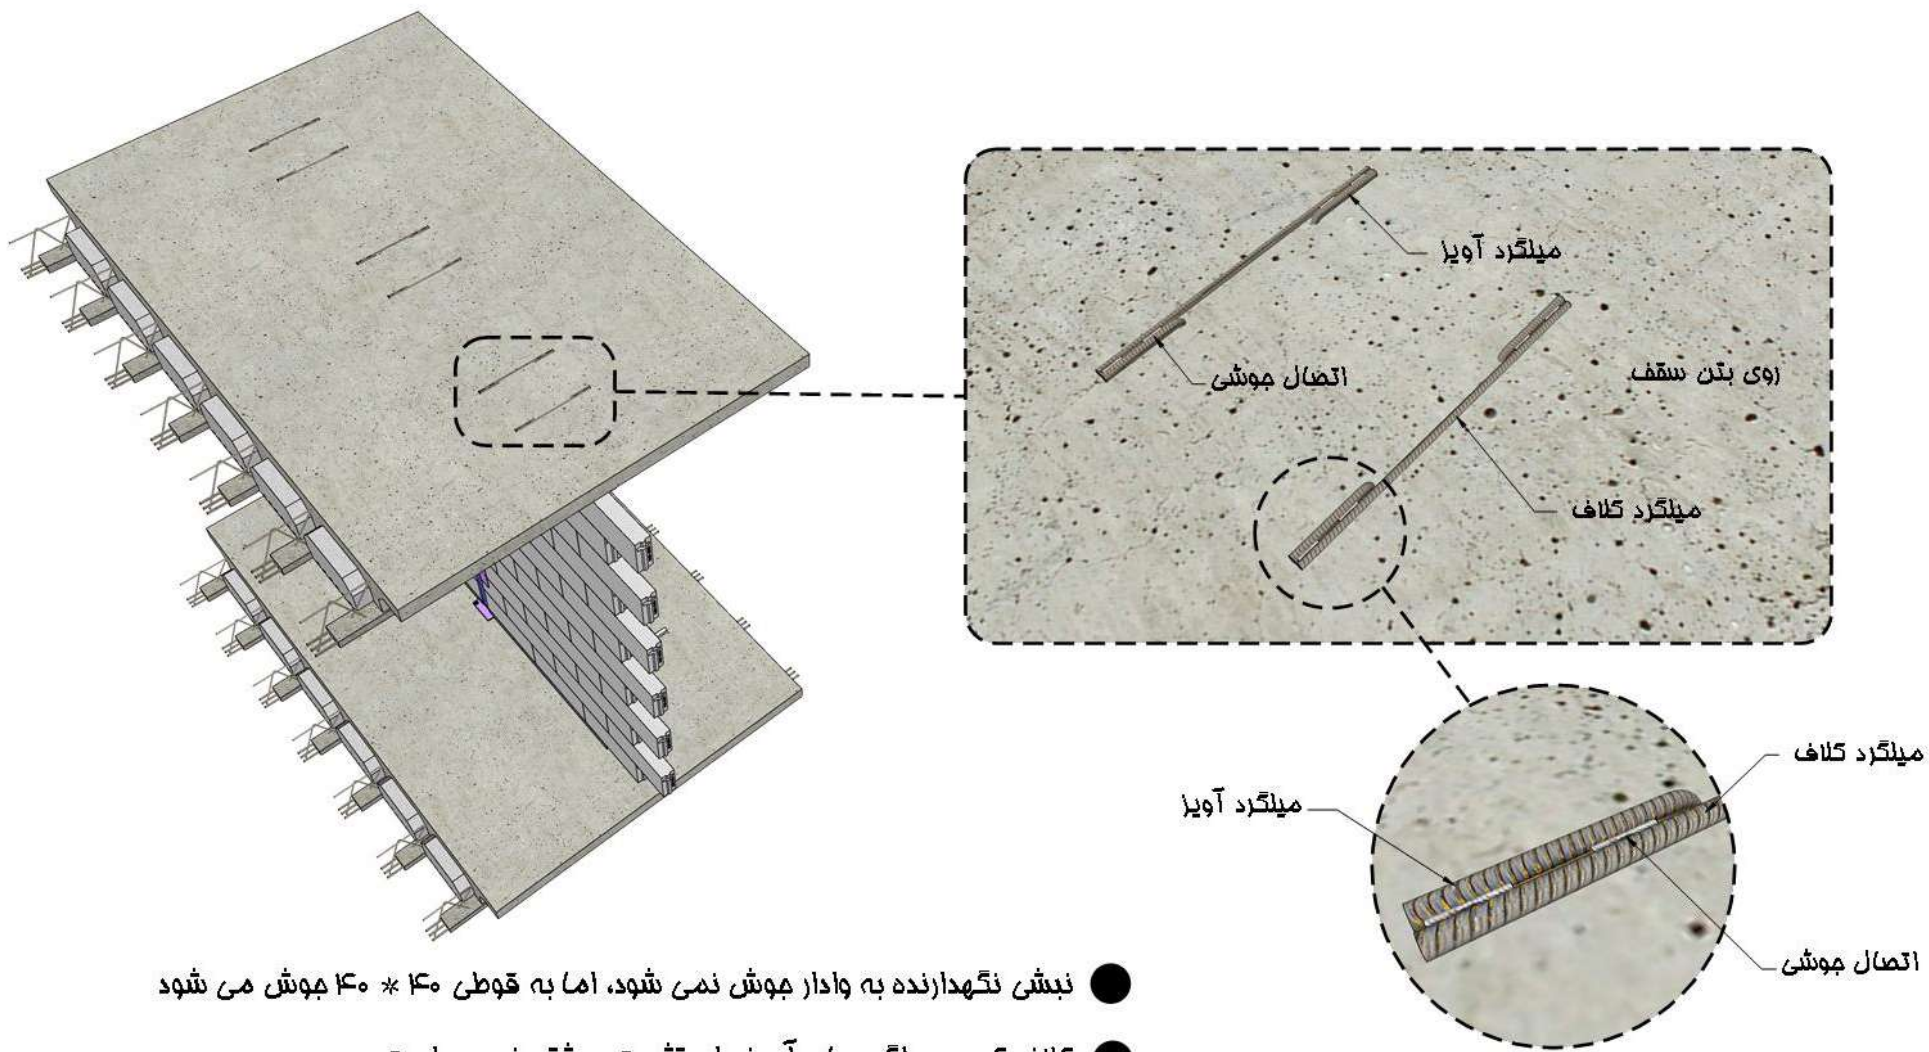 میلگرد آویز
اتصال جوشی
روی بتن سقف
میلگرد کلاف
میلگرد کلاف
میلگرد آویز
اتصال جوشی
نبشی نگهدارنده به وادار جوش نمی شود، اما به قوطی ۴۰ * ۴۰ جوش می شود